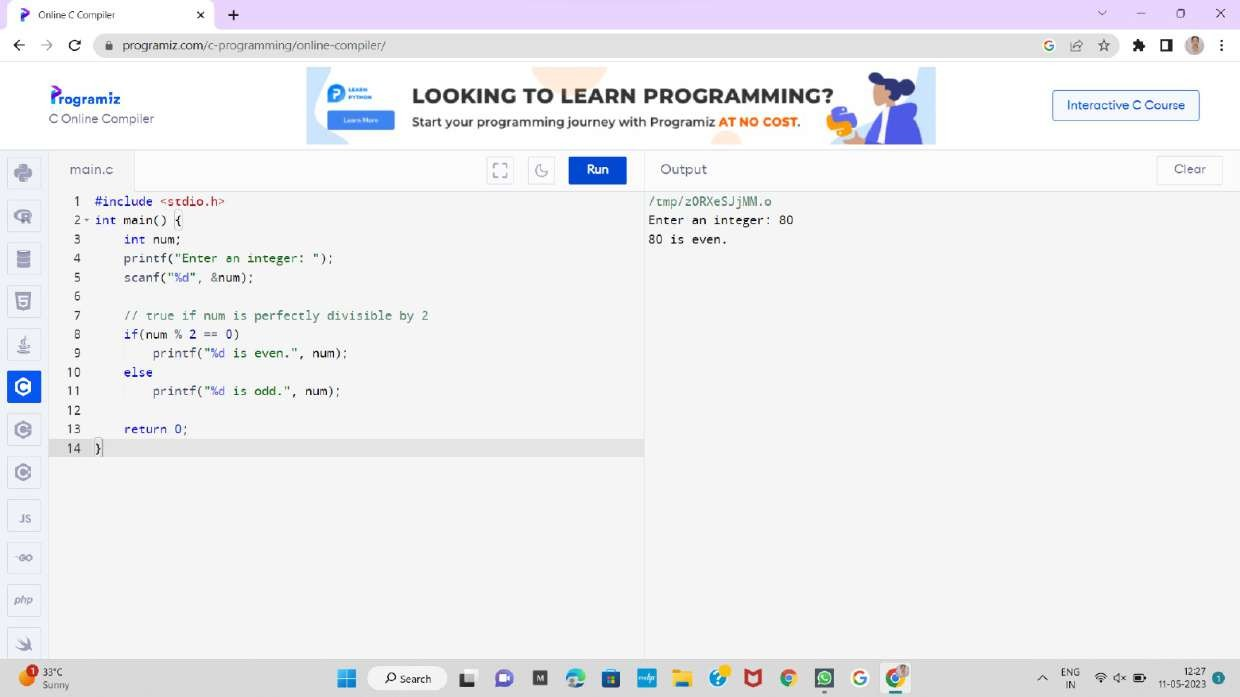 Online C Compiler
programiz.com/c-programming/online-compiler/
Programiz
C Online Compiler
LEARN
PYTHON
Learn More
LOOKING TO LEARN PROGRAMMING?
Start your programming journey with Programiz AT NO COST.
Interactive C Course
main.c
Run
Output
Clear
1 #include <stdio.h>
2 int main() {
3 int num;
4 printf("Enter an integer: ");
5 scanf("%d", &num);
6
7 // true if num is perfectly divisible by 2
8 if(num % 2 == 0)
9 printf("%d is even.", num);
10 else
11 printf("%d is odd.", num);
12
13 return 0;
14 }
/tmp/zORXeSJjMM.o
Enter an integer: 80
80 is even.
JS
GO
php
1
33°C
Sunny
Search
M
ENG
IN
12:27
11-05-2023
1